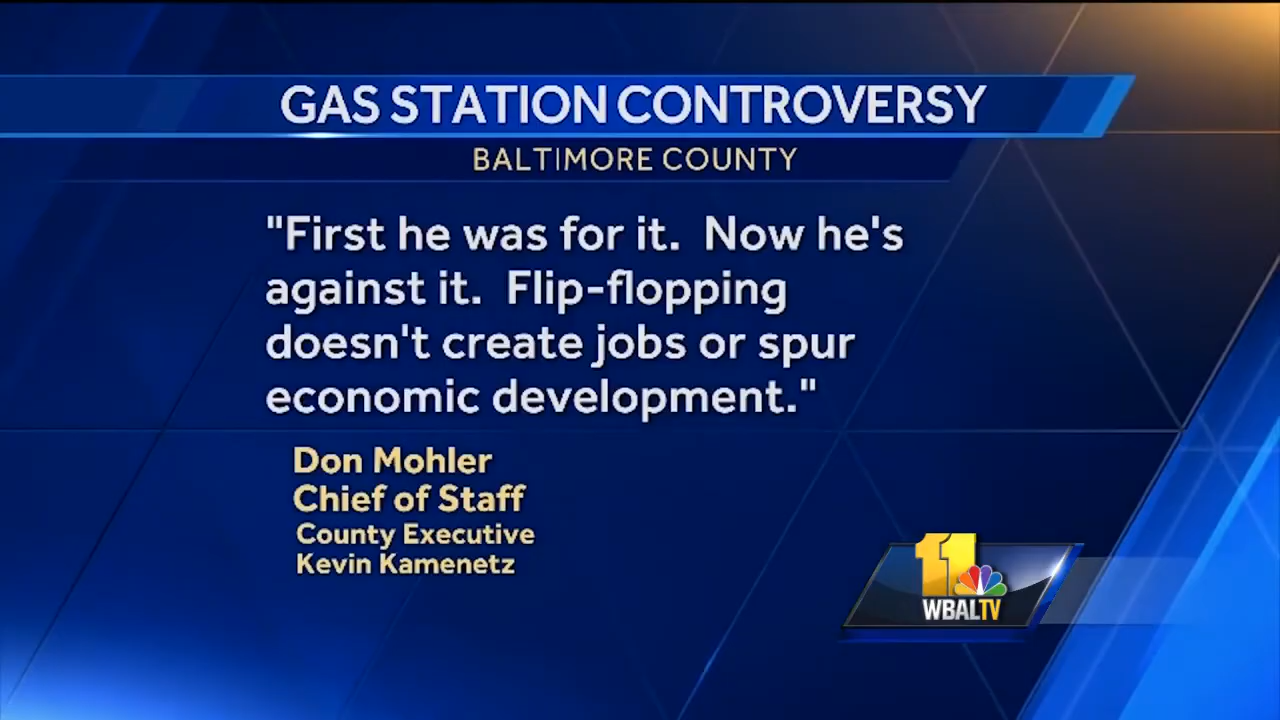 GAS STATION CONTROVERSY
BALTIMORE COUNTY
"First he was for it.  Now he's
against it.  Flip-flopping
doesn't create jobs or spur
economic development."
Don Mohler
Chief of Staff
County Executive
Kevin Kamenetz
11
WBALTV